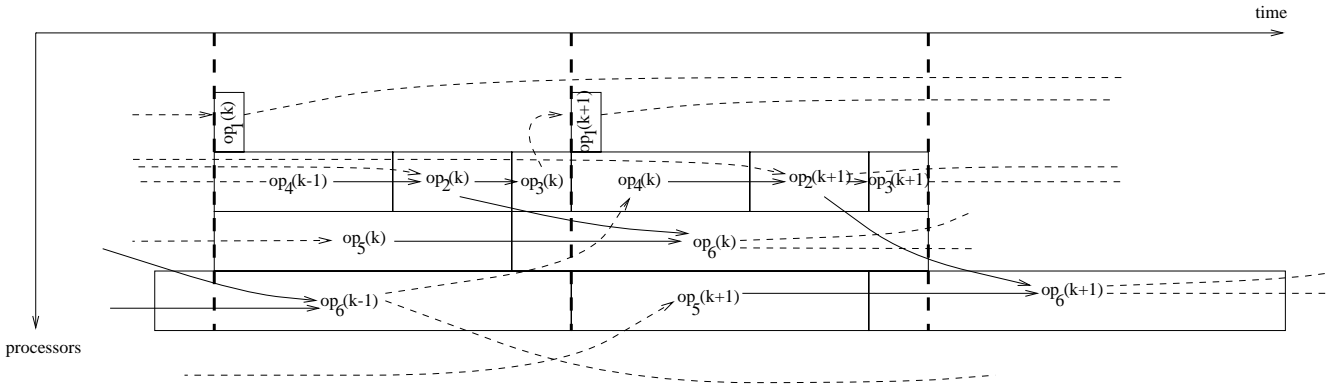 time
op1(k)
op1(k+1)
op4(k-1)
op2(k)
op3(k)
op4(k)
op2(k+1)
op3(k+1)
op5(k)
op6(k)
op6(k-1)
op5(k+1)
op6(k+1)
processors